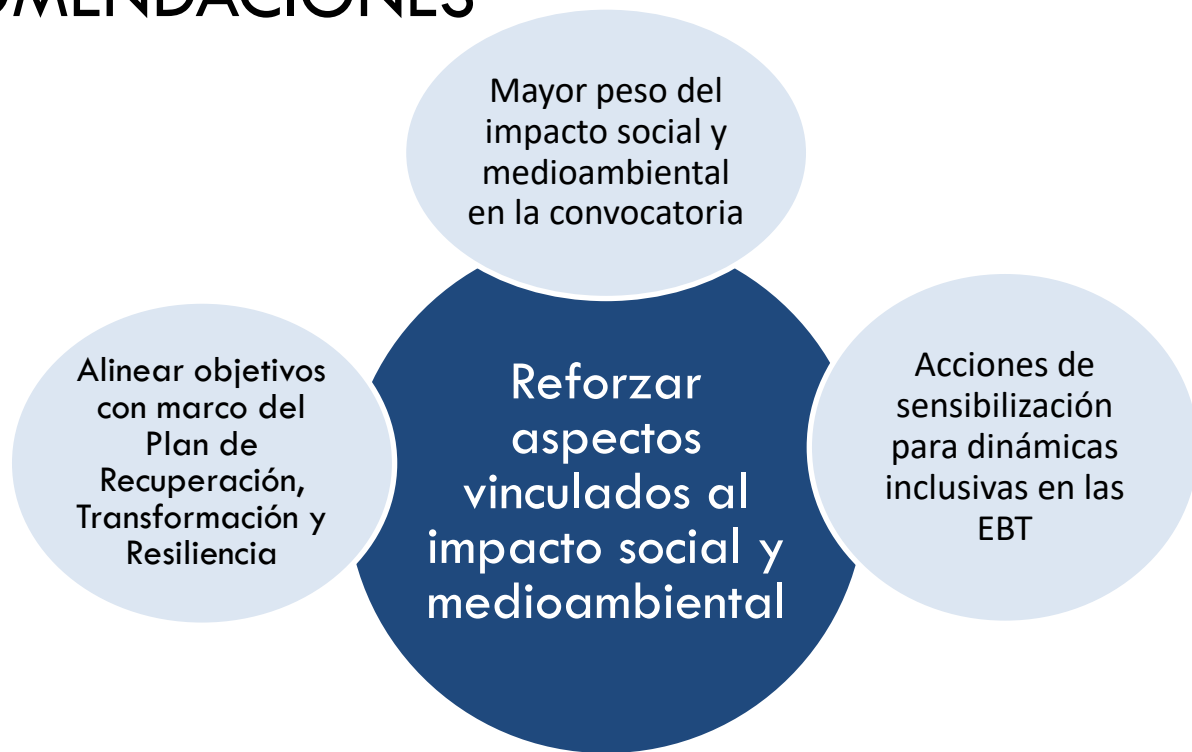 OMENDACIONES
Mayor peso del
impacto social y
medioambiental
en la convocatoria
Alinear objetivos
con marco del
Plan de
Recuperación,
Transformación y
Resiliencia
Reforzar
aspectos
vinculados al
impacto social y
medioambiental
Acciones de
sensibilización
para dinámicas
inclusivas en las
EBT